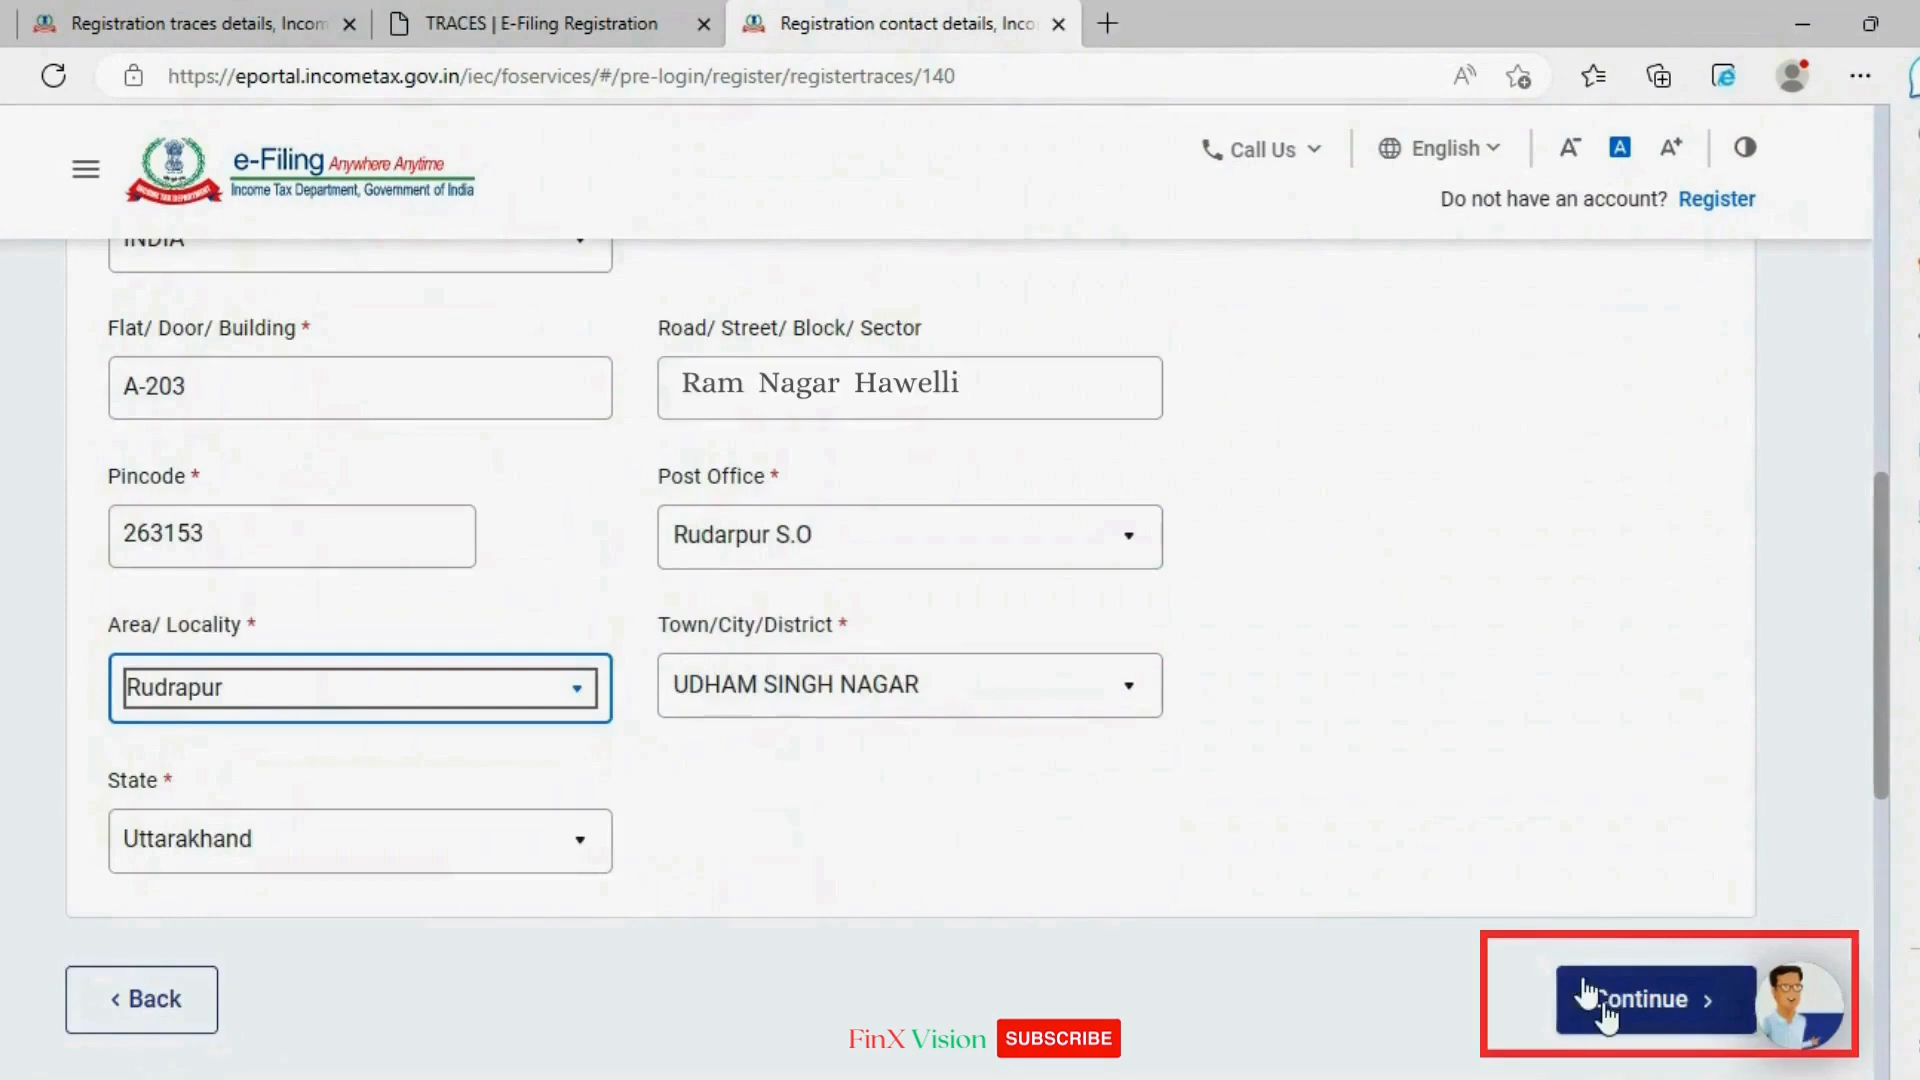 Registration traces details, Incom
TRACES | E-Filing Registration
Registration contact details, Inco
https://eportal.incometax.gov.in/iec/foservices/#/pre-login/register/registertraces/140
e-Filing Anywhere Anytime
Income Tax Department, Government of India
Call Us
English
A- A A+
Do not have an account? Register
INDIA
Flat/ Door/ Building *
Road/ Street/ Block/ Sector
A-203
Ram Nagar Hawelli
Pincode *
Post Office *
263153
Rudarpur S.O
Area/ Locality *
Town/City/District *
Rudrapur
UDHAM SINGH NAGAR
State *
Uttarakhand
< Back
Continue >
FinX Vision SUBSCRIBE